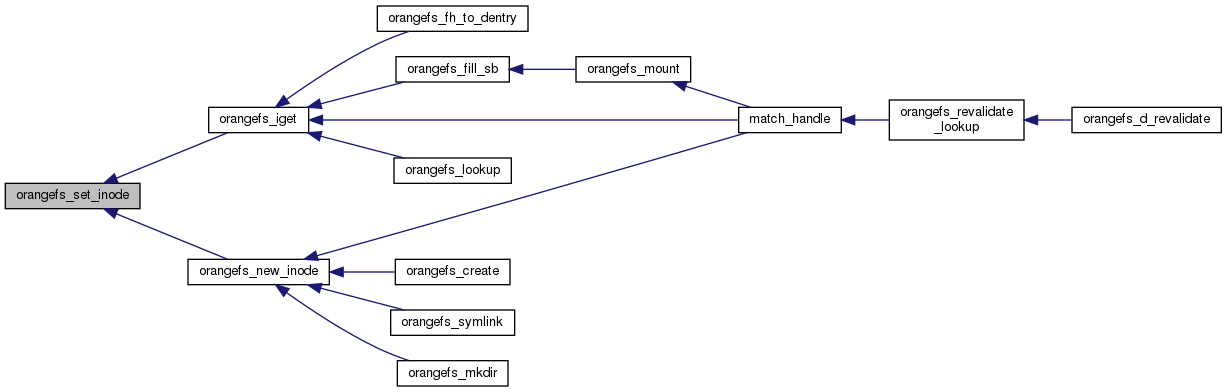 orangefs_fh_to_dentry
orangefs_fill_sb
orangefs_mount
orangefs_iget
match_handle
orangefs_revalidate
_lookup
orangefs_d_revalidate
orangefs_lookup
orangefs_set_inode
orangefs_new_inode
orangefs_create
orangefs_symlink
orangefs_mkdir